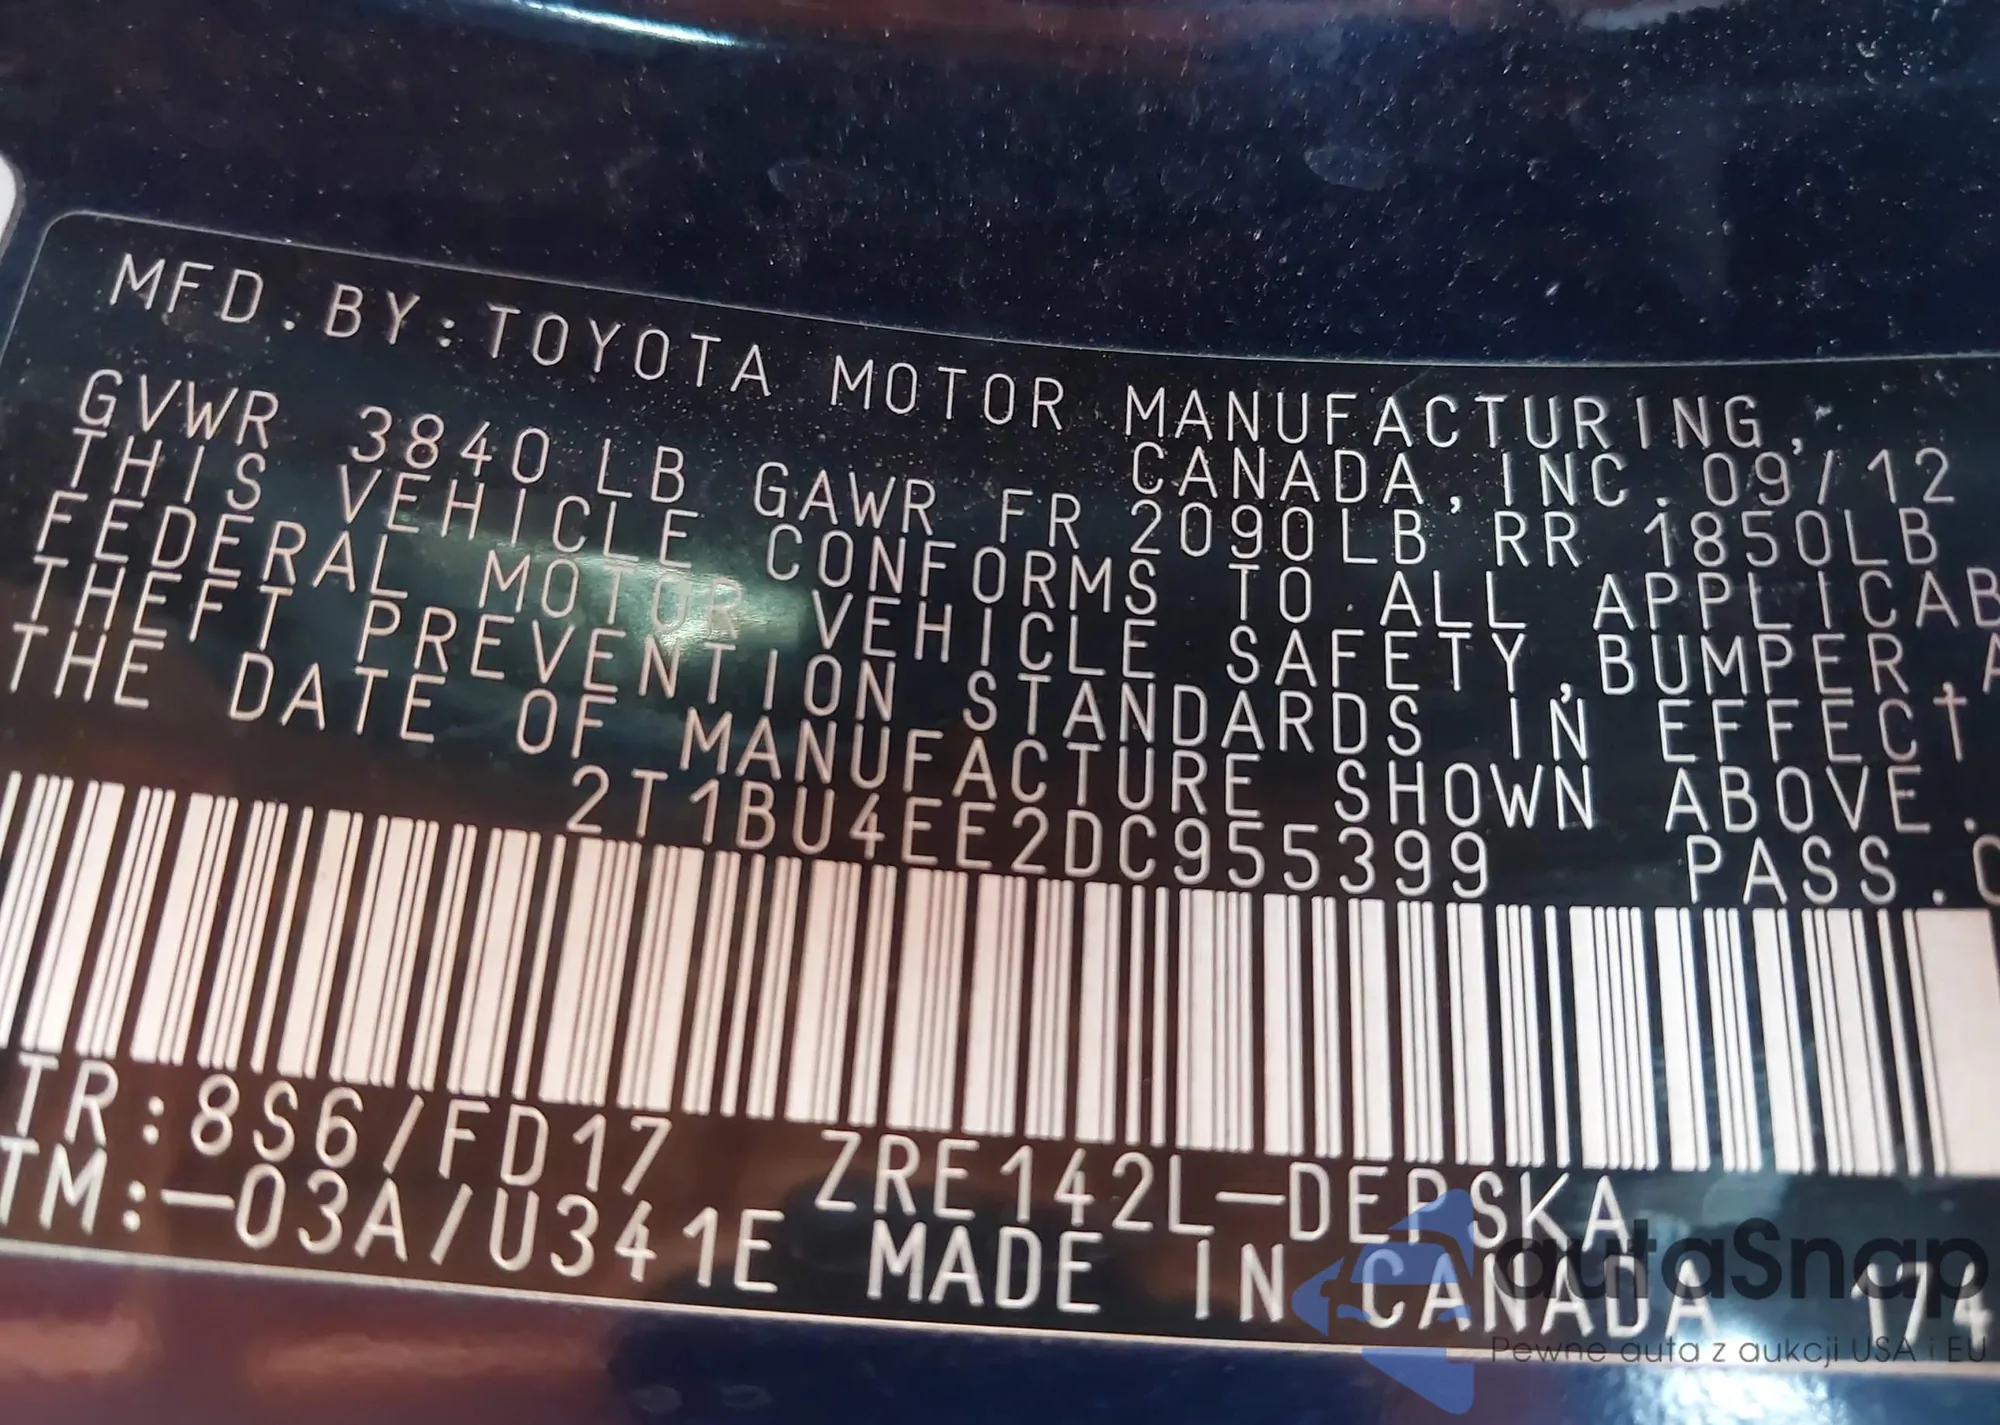 MFD.BY:TOYOTA MOTOR MANUFACTURING,
CANADA,INC. 09/12
GVWR 3840LB GAWR FR 2090LB RR 1850LB
THIS VEHICLE CONFORMS TO ALL APPLICAB
FEDERAL MOTOR VEHICLE SAFETY,BUMPER,A
THEFT PREVENTION STANDARDS IN EFFECT
THE DATE OF MANUFACTURE SHOWN ABOVE.
2T1BU4EE2DC955399 PASS.C
TR:8S6/FD17 ZRE142L-DEPSKA
TM:-03A/U341E MADE IN CANADA 174
autaSnap
Pewne auta z aukcji USA i EU